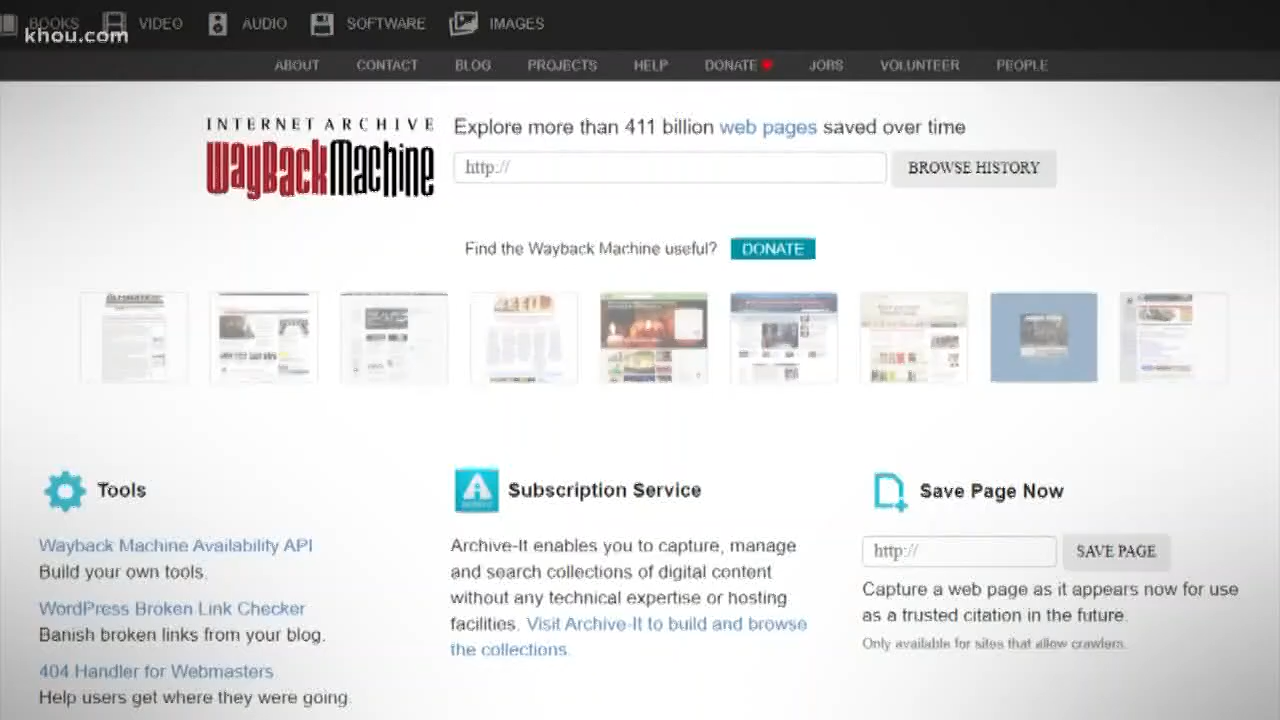 BOOKS VIDEO AUDIO SOFTWARE IMAGES
khou.com
ABOUT CONTACT BLOG PROJECTS HELP DONATE JOBS VOLUNTEER PEOPLE
INTERNET ARCHIVE
WayBackMachine
Explore more than 411 billion web pages saved over time
http://
BROWSE HISTORY
Find the Wayback Machine useful? DONATE
Tools
Wayback Machine Availability API
Build your own tools.
WordPress Broken Link Checker
Banish broken links from your blog.
404 Handler for Webmasters
Help users get where they were going.
Subscription Service
Archive-It enables you to capture, manage
and search collections of digital content
without any technical expertise or hosting
facilities. Visit Archive-It to build and browse
the collections.
Save Page Now
http://
SAVE PAGE
Capture a web page as it appears now for use
as a trusted citation in the future.
Only available for sites that allow crawlers.